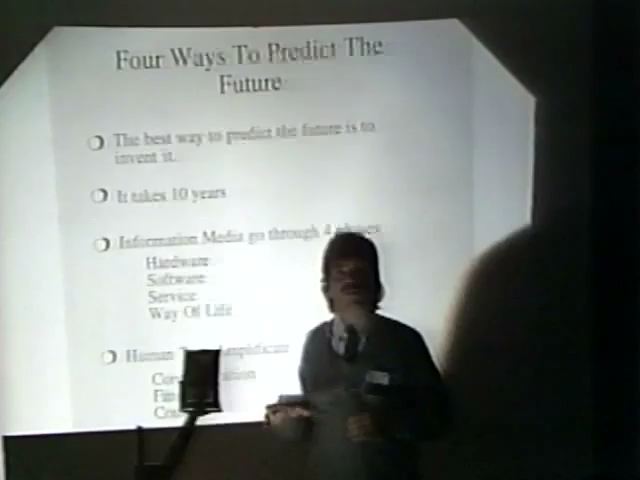 Four Ways To Predict The
Future
The best way to predict the future is to
invent it.
It takes 10 years
Information Media go through 4
Hardware
Software
Service
Way Of Life
Human